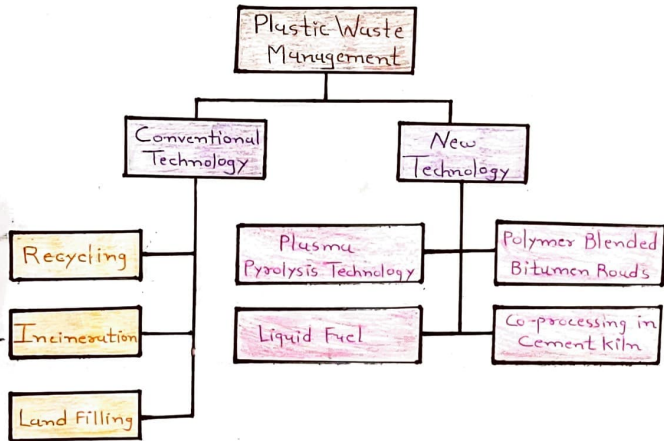 Plastic Waste
Management
Conventional
Technology
New
Technology
Recycling
Incineration
Land Filling
Plasma
Pyrolysis Technology
Polymer Blended
Bitumen Roads
Liquid Fuel
Co-processing in
Cement kiln